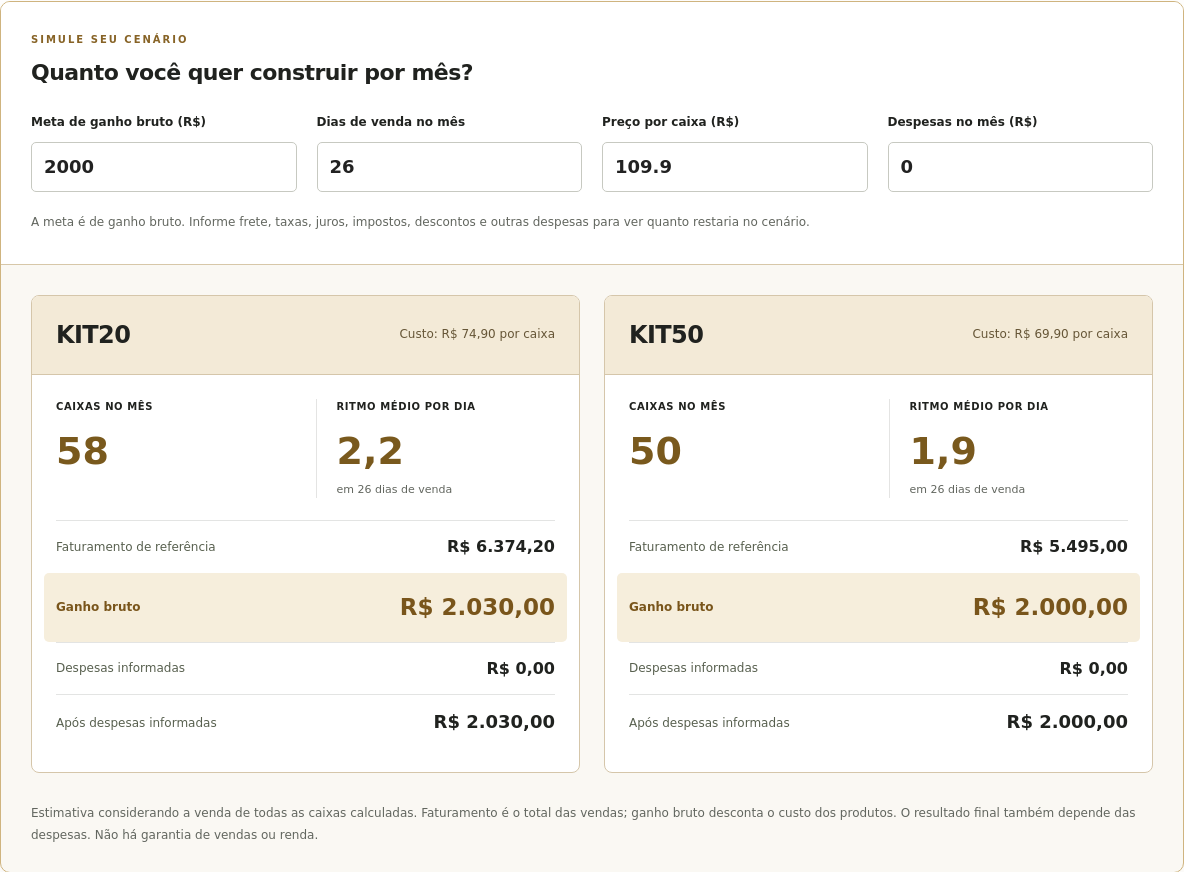 SIMULE SEU CENÁRIO
Quanto você quer construir por mês?
Meta de ganho bruto (R$)
2000
Dias de venda no mês
26
Preço por caixa (R$)
109.9
Despesas no mês (R$)
0
A meta é de ganho bruto. Informe frete, taxas, juros, impostos, descontos e outras despesas para ver quanto restaria no cenário.
KIT20
Custo: R$ 74,90 por caixa
CAIXAS NO MÊS
58
RITMO MÉDIO POR DIA
2,2
em 26 dias de venda
Faturamento de referência
R$ 6.374,20
Ganho bruto
R$ 2.030,00
Despesas informadas
R$ 0,00
Após despesas informadas
R$ 2.030,00
KIT50
Custo: R$ 69,90 por caixa
CAIXAS NO MÊS
50
RITMO MÉDIO POR DIA
1,9
em 26 dias de venda
Faturamento de referência
R$ 5.495,00
Ganho bruto
R$ 2.000,00
Despesas informadas
R$ 0,00
Após despesas informadas
R$ 2.000,00
Estimativa considerando a venda de todas as caixas calculadas. Faturamento é o total das vendas; ganho bruto desconta o custo dos produtos. O resultado final também depende das
despesas. Não há garantia de vendas ou renda.